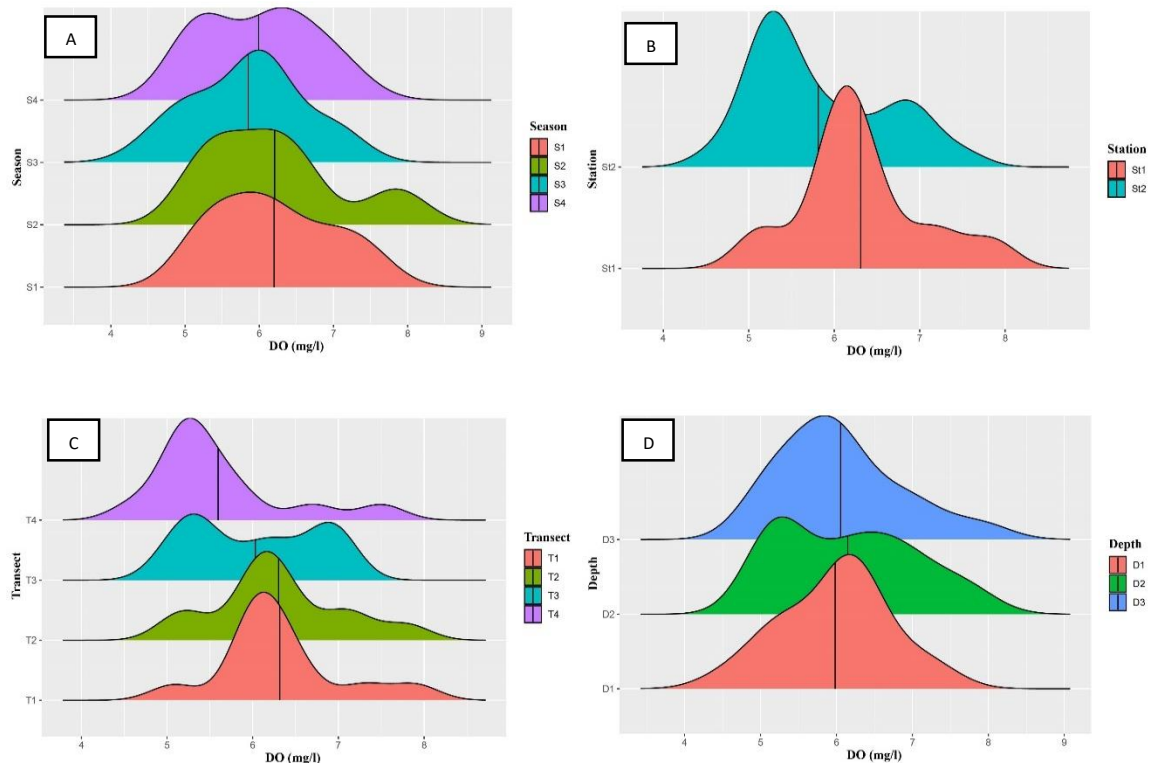 A
S4
S3
S2
S1
Season
4 5 6 7 8 9
DO (mg/l)
Season
S1
S2
S3
S4
B
St2
St1
Station
4 5 6 7 8
DO (mg/l)
Station
St1
St2
C
T4
T3
T2
T1
Transect
4 5 6 7 8
DO (mg/l)
Transect
T1
T2
T3
T4
D
D3
D2
D1
Depth
4 5 6 7 8 9
DO (mg/l)
Depth
D1
D2
D3